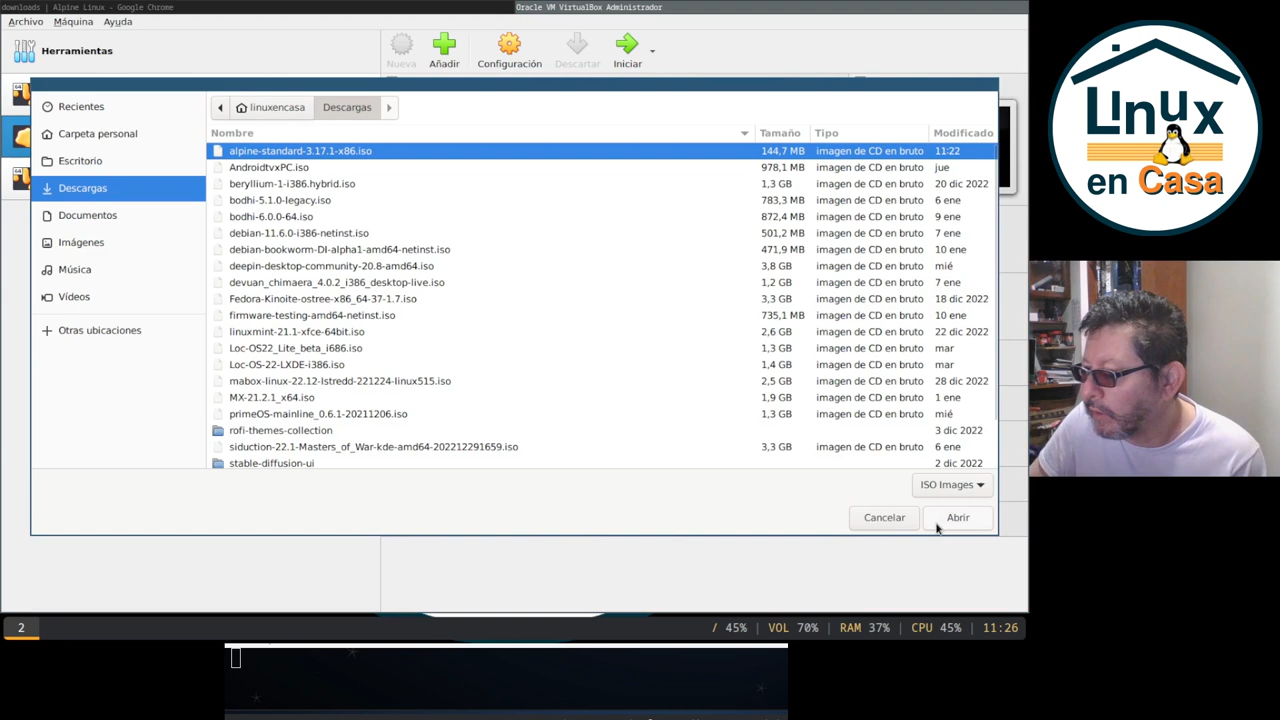 downloads | Alpine Linux - Google Chrome
Oracle VM VirtualBox Administrador
Archivo Máquina Ayuda
Herramientas
Nueva Añadir Configuración Descartar Iniciar
64
64
Recientes
Carpeta personal
Escritorio
Descargas
Documentos
Imágenes
Música
Vídeos
Otras ubicaciones
linuxencasa Descargas
Nombre Tamaño Tipo Modificado
alpine-standard-3.17.1-x86.iso 144,7 MB imagen de CD en bruto 11:22
AndroidtvxPC.iso 978,1 MB imagen de CD en bruto jue
beryllium-1-i386.hybrid.iso 1,3 GB imagen de CD en bruto 20 dic 2022
bodhi-5.1.0-legacy.iso 783,3 MB imagen de CD en bruto 6 ene
bodhi-6.0.0-64.iso 872,4 MB imagen de CD en bruto 9 ene
debian-11.6.0-i386-netinst.iso 501,2 MB imagen de CD en bruto 7 ene
debian-bookworm-DI-alpha1-amd64-netinst.iso 471,9 MB imagen de CD en bruto 10 ene
deepin-desktop-community-20.8-amd64.iso 3,8 GB imagen de CD en bruto mié
devuan_chimaera_4.0.2_i386_desktop-live.iso 1,2 GB imagen de CD en bruto 7 ene
Fedora-Kinoite-ostree-x86_64-37-1.7.iso 3,3 GB imagen de CD en bruto 18 dic 2022
firmware-testing-amd64-netinst.iso 735,1 MB imagen de CD en bruto 10 ene
linuxmint-21.1-xfce-64bit.iso 2,6 GB imagen de CD en bruto 22 dic 2022
Loc-OS22_Lite_beta_i686.iso 1,3 GB imagen de CD en bruto mar
Loc-OS-22-LXDE-i386.iso 1,4 GB imagen de CD en bruto mar
mabox-linux-22.12-Istredd-221224-linux515.iso 2,5 GB imagen de CD en bruto 28 dic 2022
MX-21.2.1_x64.iso 1,9 GB imagen de CD en bruto 1 ene
primeOS-mainline_0.6.1-20211206.iso 1,3 GB imagen de CD en bruto mié
rofi-themes-collection 3 dic 2022
siduction-22.1-Masters_of_War-kde-amd64-202212291659.iso 3,3 GB imagen de CD en bruto 6 ene
stable-diffusion-ui 2 dic 2022
ISO Images
Cancelar Abrir
2
/ 45% | VOL 70% | RAM 37% | CPU 45% | 11:26
Linux
en Casa